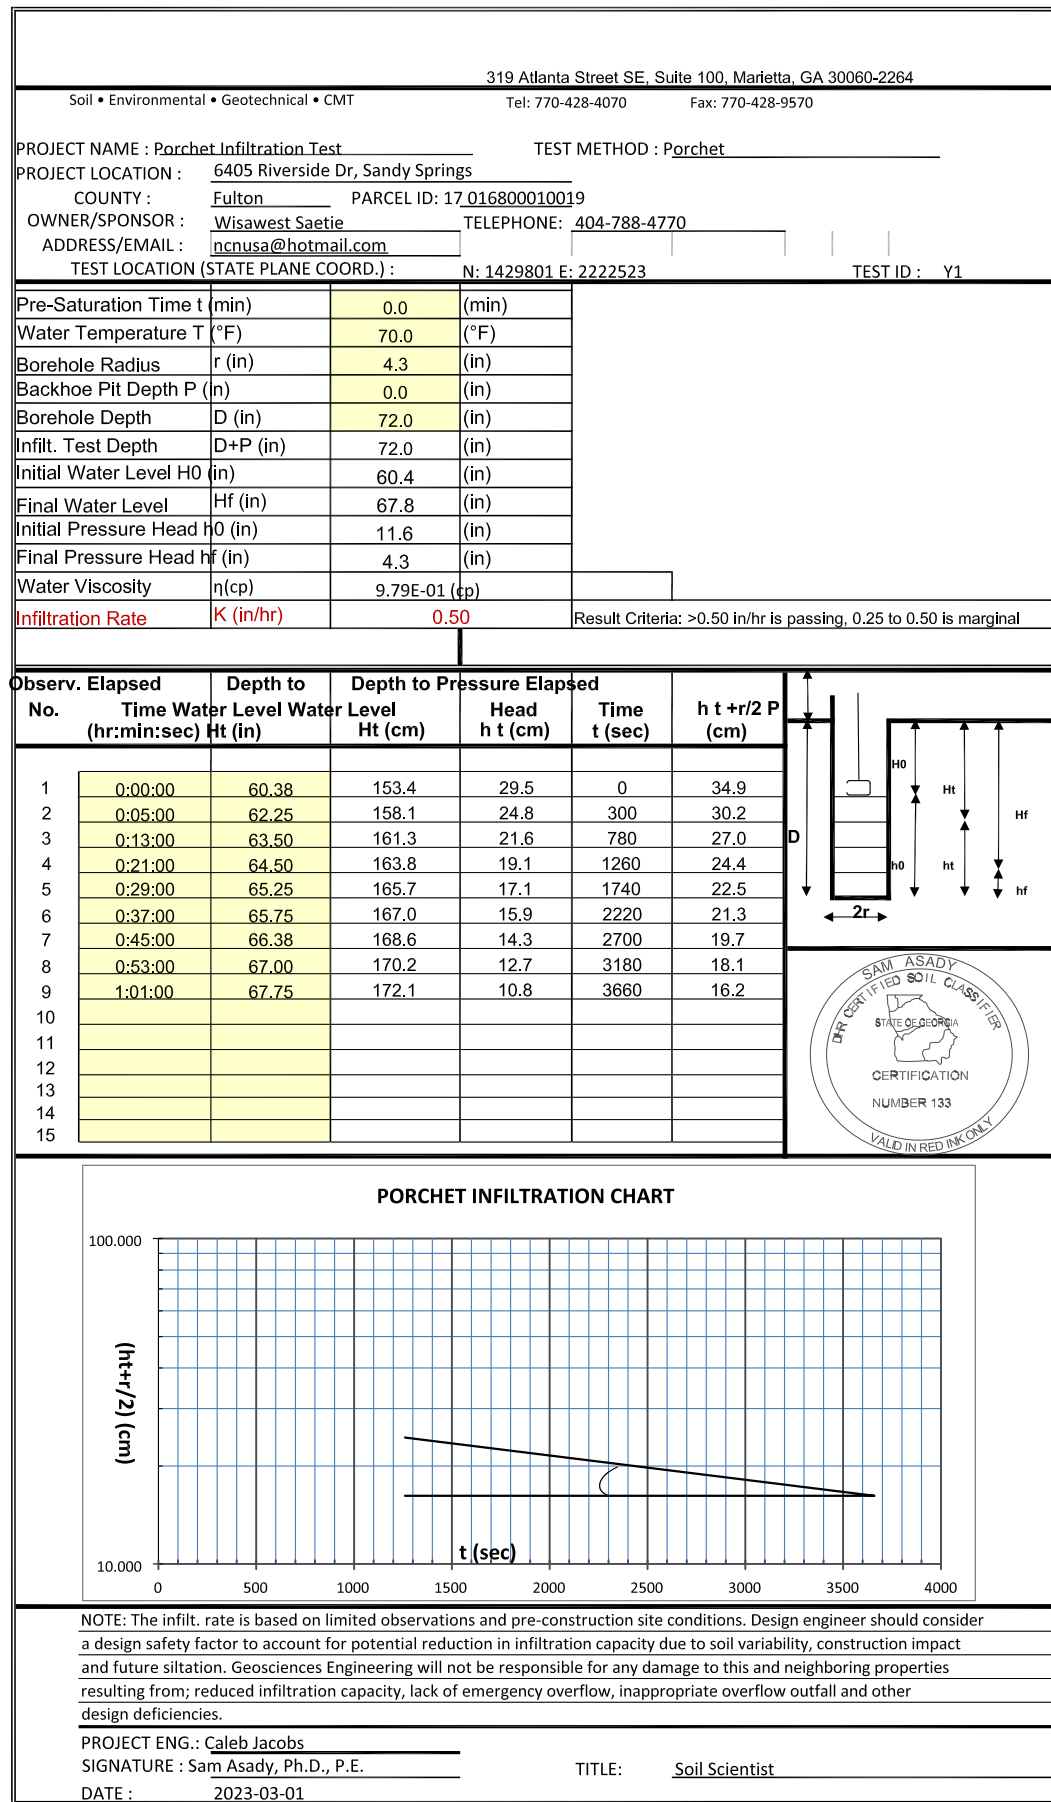 319 Atlanta Street SE, Suite 100, Marietta, GA 30060-2264
Soil • Environmental • Geotechnical • CMT Tel: 770-428-4070 Fax: 770-428-9570
PROJECT NAME : Porchet Infiltration Test TEST METHOD : Porchet
PROJECT LOCATION : 6405 Riverside Dr, Sandy Springs
COUNTY : Fulton PARCEL ID: 17 016800010019
OWNER/SPONSOR : Wisawest Saetie TELEPHONE: 404-788-4770
ADDRESS/EMAIL : ncnusa@hotmail.com
TEST LOCATION (STATE PLANE COORD.) : N: 1429801 E: 2222523 TEST ID : Y1
Pre-Saturation Time t (min) 0.0 (min)
Water Temperature T (°F) 70.0 (°F)
Borehole Radius r (in) 4.3 (in)
Backhoe Pit Depth P (in) 0.0 (in)
Borehole Depth D (in) 72.0 (in)
Infilt. Test Depth D+P (in) 72.0 (in)
Initial Water Level H0 (in) 60.4 (in)
Final Water Level Hf (in) 67.8 (in)
Initial Pressure Head h0 (in) 11.6 (in)
Final Pressure Head hf (in) 4.3 (in)
Water Viscosity η(cp) 9.79E-01 (cp)
Infiltration Rate K (in/hr) 0.50 Result Criteria: >0.50 in/hr is passing, 0.25 to 0.50 is marginal
Observ. Elapsed Depth to Depth to Pressure Elapsed
No. Time Water Level Water Level Head Time h t +r/2 P
(hr:min:sec) Ht (in) Ht (cm) h t (cm) t (sec) (cm)
1 0:00:00 60.38 153.4 29.5 0 34.9
2 0:05:00 62.25 158.1 24.8 300 30.2
3 0:13:00 63.50 161.3 21.6 780 27.0
4 0:21:00 64.50 163.8 19.1 1260 24.4
5 0:29:00 65.25 165.7 17.1 1740 22.5
6 0:37:00 65.75 167.0 15.9 2220 21.3
7 0:45:00 66.38 168.6 14.3 2700 19.7
8 0:53:00 67.00 170.2 12.7 3180 18.1
9 1:01:00 67.75 172.1 10.8 3660 16.2
10
11
12
13
14
15
H0
Ht
Hf
D
h0
ht
hf
2r
SAM ASADY
DHR CERTIFIED SOIL CLASSIFIER
STATE OF GEORGIA
CERTIFICATION
NUMBER 133
VALID IN RED INK ONLY
PORCHET INFILTRATION CHART
100.000
(ht+r/2) (cm)
t (sec)
10.000
0 500 1000 1500 2000 2500 3000 3500 4000
NOTE: The infilt. rate is based on limited observations and pre-construction site conditions. Design engineer should consider
a design safety factor to account for potential reduction in infiltration capacity due to soil variability, construction impact
and future siltation. Geosciences Engineering will not be responsible for any damage to this and neighboring properties
resulting from; reduced infiltration capacity, lack of emergency overflow, inappropriate overflow outfall and other
design deficiencies.
PROJECT ENG.: Caleb Jacobs
SIGNATURE : Sam Asady, Ph.D., P.E. TITLE: Soil Scientist
DATE : 2023-03-01